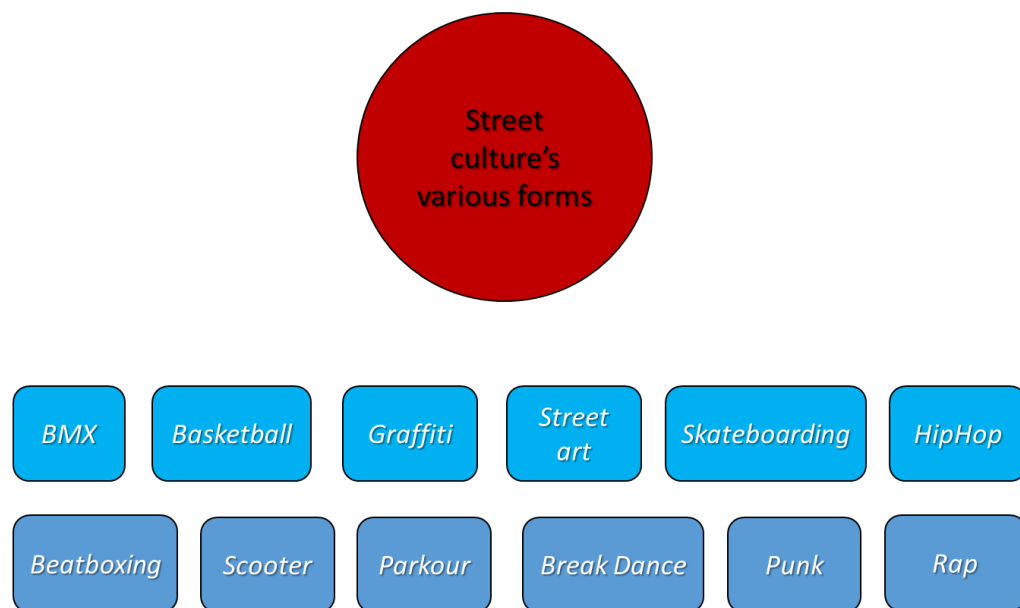 Street
culture's
various forms
BMX
Basketball
Graffiti
Street
art
Skateboarding
HipHop
Beatboxing
Scooter
Parkour
Break Dance
Punk
Rap